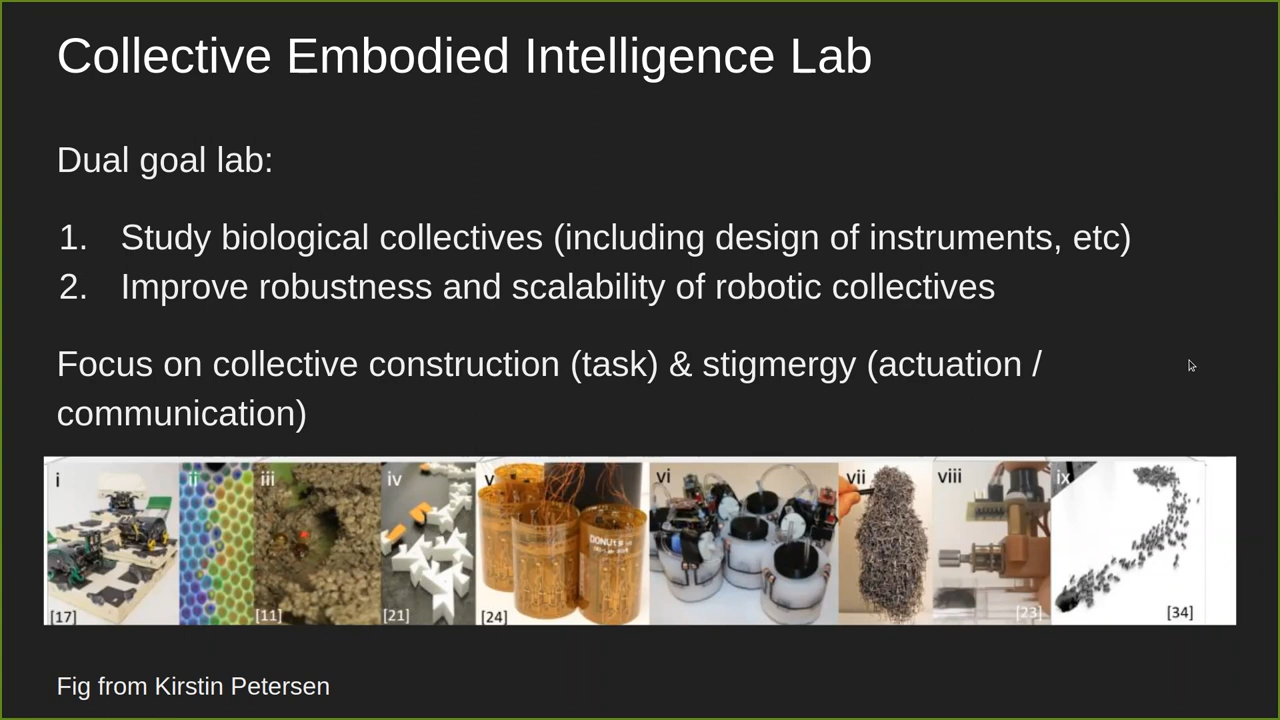 Collective Embodied Intelligence Lab
Dual goal lab:
1. Study biological collectives (including design of instruments, etc)
2. Improve robustness and scalability of robotic collectives
Focus on collective construction (task) & stigmergy (actuation /
communication)
i ii iii iv v vi vii viii ix
DONUt
[17] [11] [21] [24] [23] [34]
Fig from Kirstin Petersen